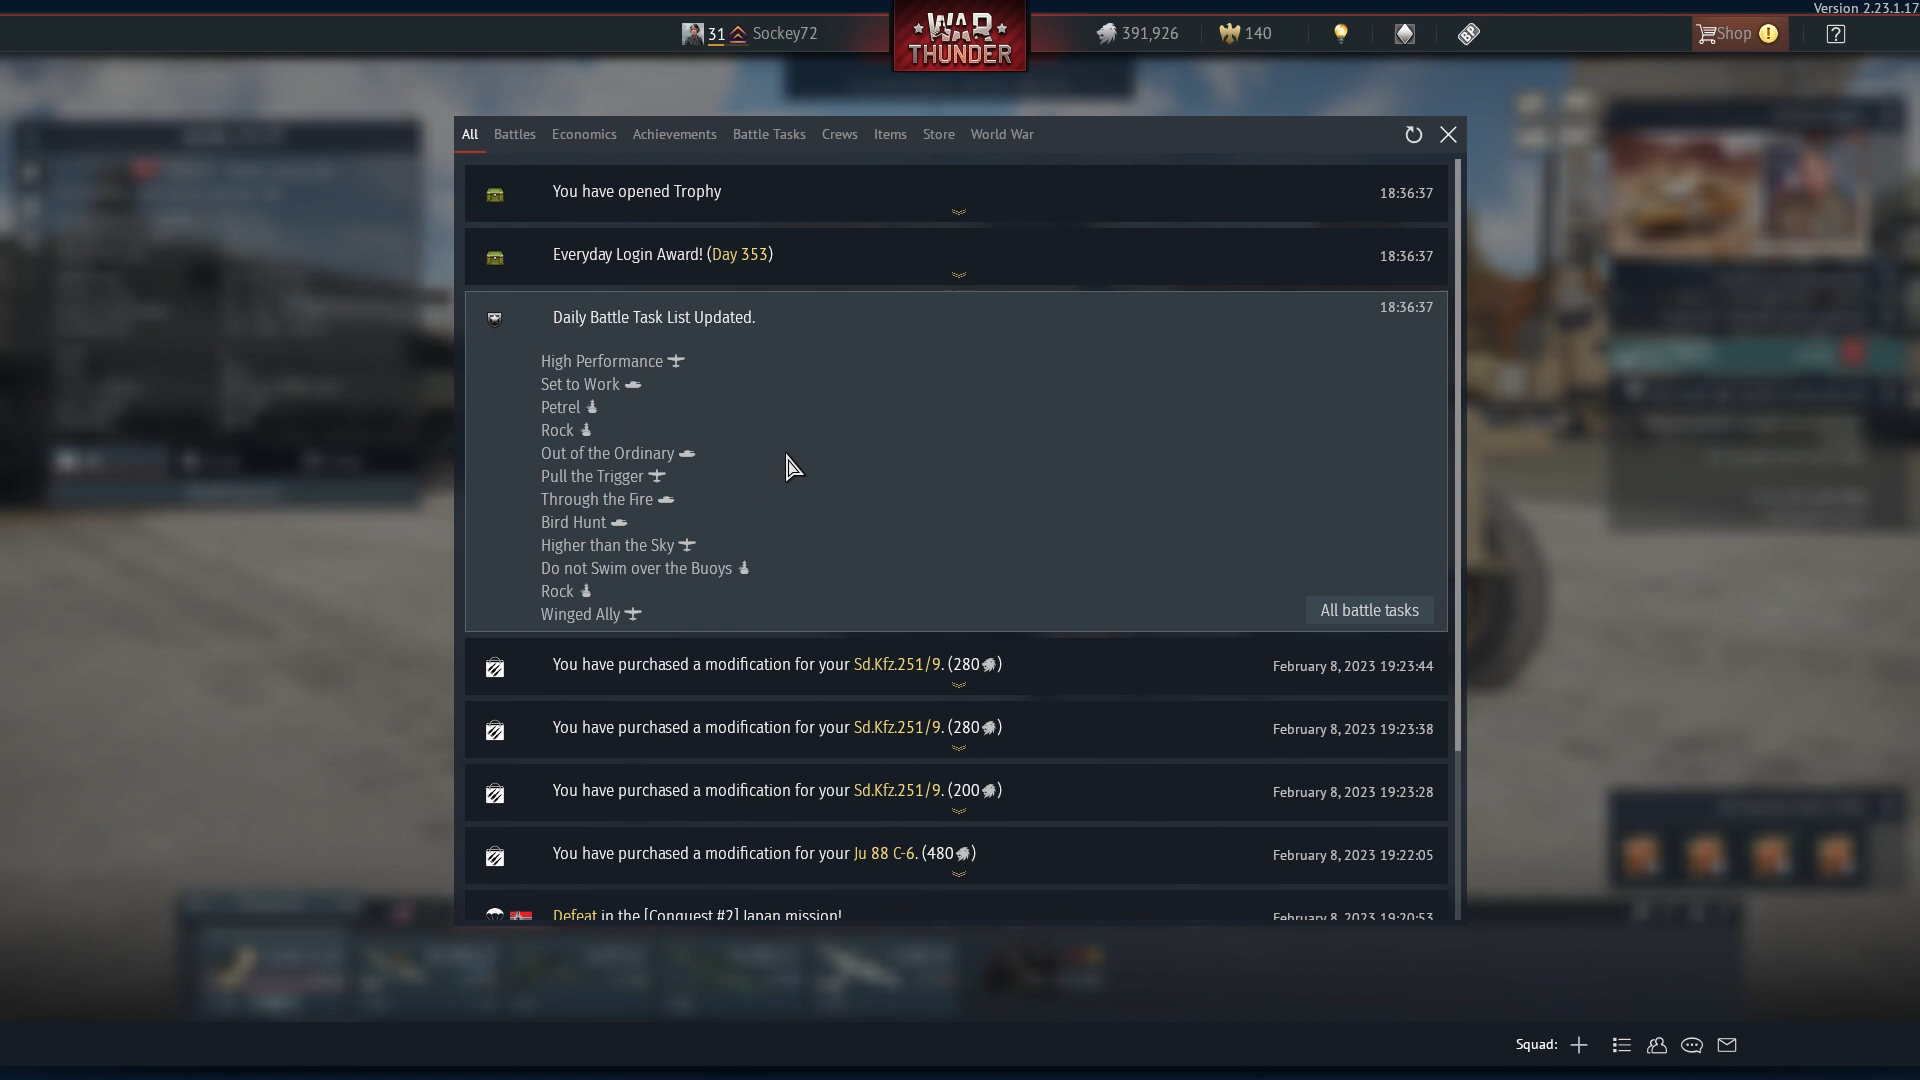 Version 2.23.1.17
31 Sockey72
WAR THUNDER
391,926
140
BP
Shop !
?
All Battles Economics Achievements Battle Tasks Crews Items Store World War
You have opened Trophy 18:36:37
Everyday Login Award! (Day 353) 18:36:37
Daily Battle Task List Updated. 18:36:37
High Performance
Set to Work
Petrel
Rock
Out of the Ordinary
Pull the Trigger
Through the Fire
Bird Hunt
Higher than the Sky
Do not Swim over the Buoys
Rock
Winged Ally
All battle tasks
You have purchased a modification for your Sd.Kfz.251/9. (280) February 8, 2023 19:23:44
You have purchased a modification for your Sd.Kfz.251/9. (280) February 8, 2023 19:23:38
You have purchased a modification for your Sd.Kfz.251/9. (200) February 8, 2023 19:23:28
You have purchased a modification for your Ju 88 C-6. (480) February 8, 2023 19:22:05
Defeat in the [Conquest #2] Japan mission! February 8, 2023 19:20:53
Squad: